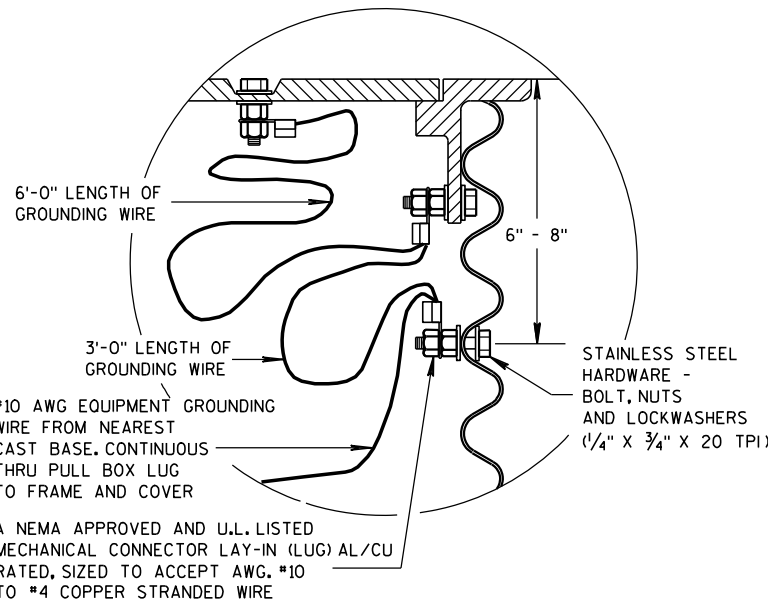 6'-0" LENGTH OF
GROUNDING WIRE
6" - 8"
3'-0" LENGTH OF
GROUNDING WIRE
STAINLESS STEEL
HARDWARE -
BOLT, NUTS
AND LOCKWASHERS
(1/4" X 3/4" X 20 TPI)
#10 AWG EQUIPMENT GROUNDING
WIRE FROM NEAREST
CAST BASE. CONTINUOUS
THRU PULL BOX LUG
TO FRAME AND COVER
A NEMA APPROVED AND U.L. LISTED
MECHANICAL CONNECTOR LAY-IN (LUG) AL/CU
RATED, SIZED TO ACCEPT AWG. #10
TO #4 COPPER STRANDED WIRE